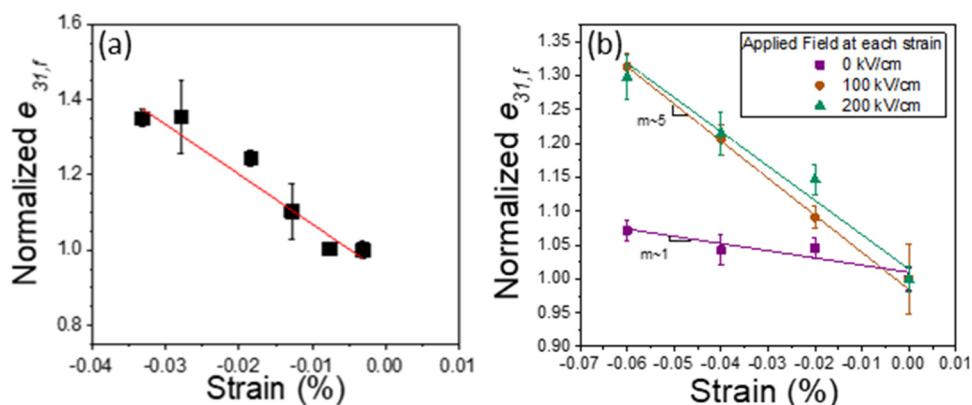 (a)
Normalized e31,f
1.6
1.4
1.2
1.0
0.8
-0.04 -0.03 -0.02 -0.01 0.00 0.01
Strain (%)
(b)
Normalized e31,f
1.35
1.30
1.25
1.20
1.15
1.10
1.05
1.00
0.95
0.90
Applied Field at each strain
0 kV/cm
100 kV/cm
200 kV/cm
m~5
m~1
-0.07 -0.06 -0.05 -0.04 -0.03 -0.02 -0.01 0.00 0.01
Strain (%)